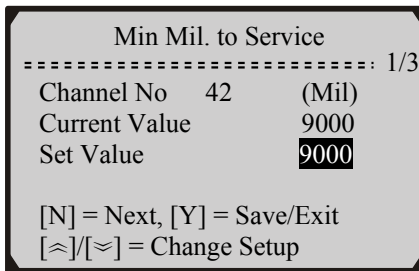 Min Mil. to Service
1/3
Channel No 42 (Mil)
Current Value 9000
Set Value 9000
[N] = Next, [Y] = Save/Exit
[︽]/[︾] = Change Setup